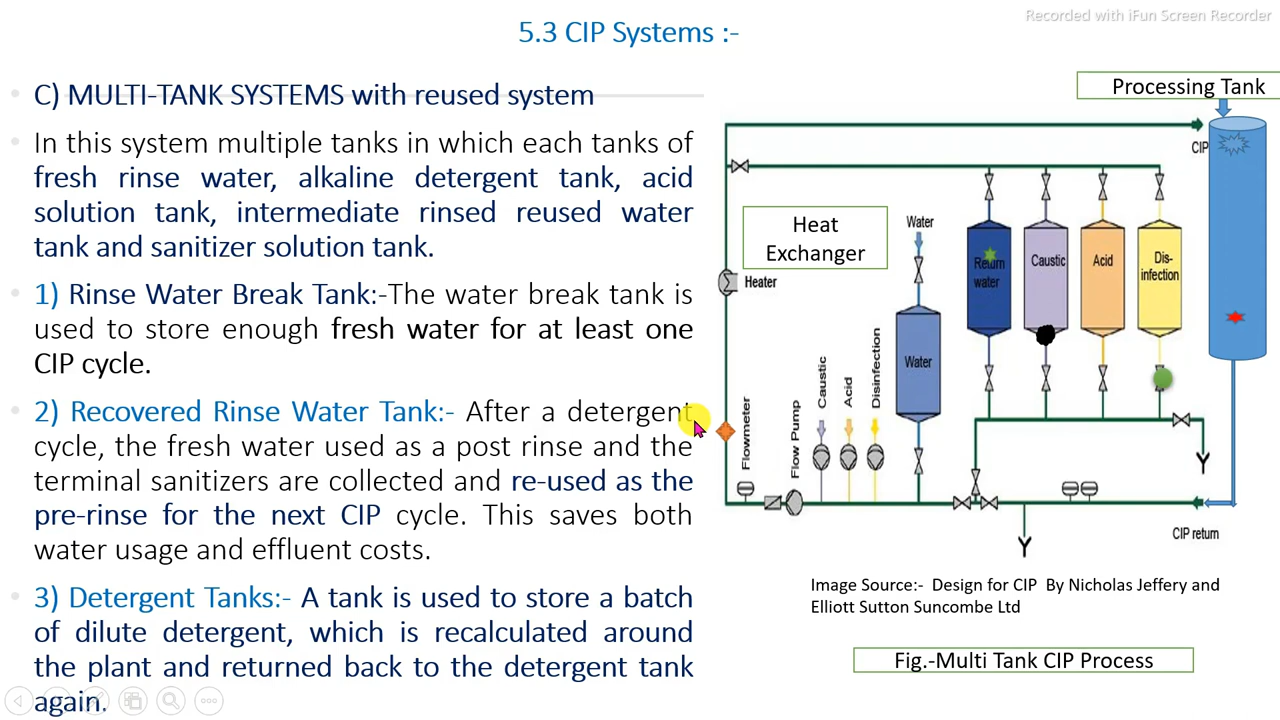 Recorded with iFun Screen Recorder
5.3 CIP Systems :-
C) MULTI-TANK SYSTEMS with reused system
In this system multiple tanks in which each tanks of
fresh rinse water, alkaline detergent tank, acid
solution tank, intermediate rinsed reused water
tank and sanitizer solution tank.
1) Rinse Water Break Tank:-The water break tank is
used to store enough fresh water for at least one
CIP cycle.
2) Recovered Rinse Water Tank:- After a detergent
cycle, the fresh water used as a post rinse and the
terminal sanitizers are collected and re-used as the
pre-rinse for the next CIP cycle. This saves both
water usage and effluent costs.
3) Detergent Tanks:- A tank is used to store a batch
of dilute detergent, which is recalculated around
the plant and returned back to the detergent tank
again.
Processing Tank
CIP
Heat
Exchanger
Water
Return
water
Caustic
Acid
Dis-
infection
Heater
Water
Flowmeter
Flow Pump
Caustic
Acid
Disinfection
CIP return
Image Source:- Design for CIP By Nicholas Jeffery and
Elliott Sutton Suncombe Ltd
Fig.-Multi Tank CIP Process